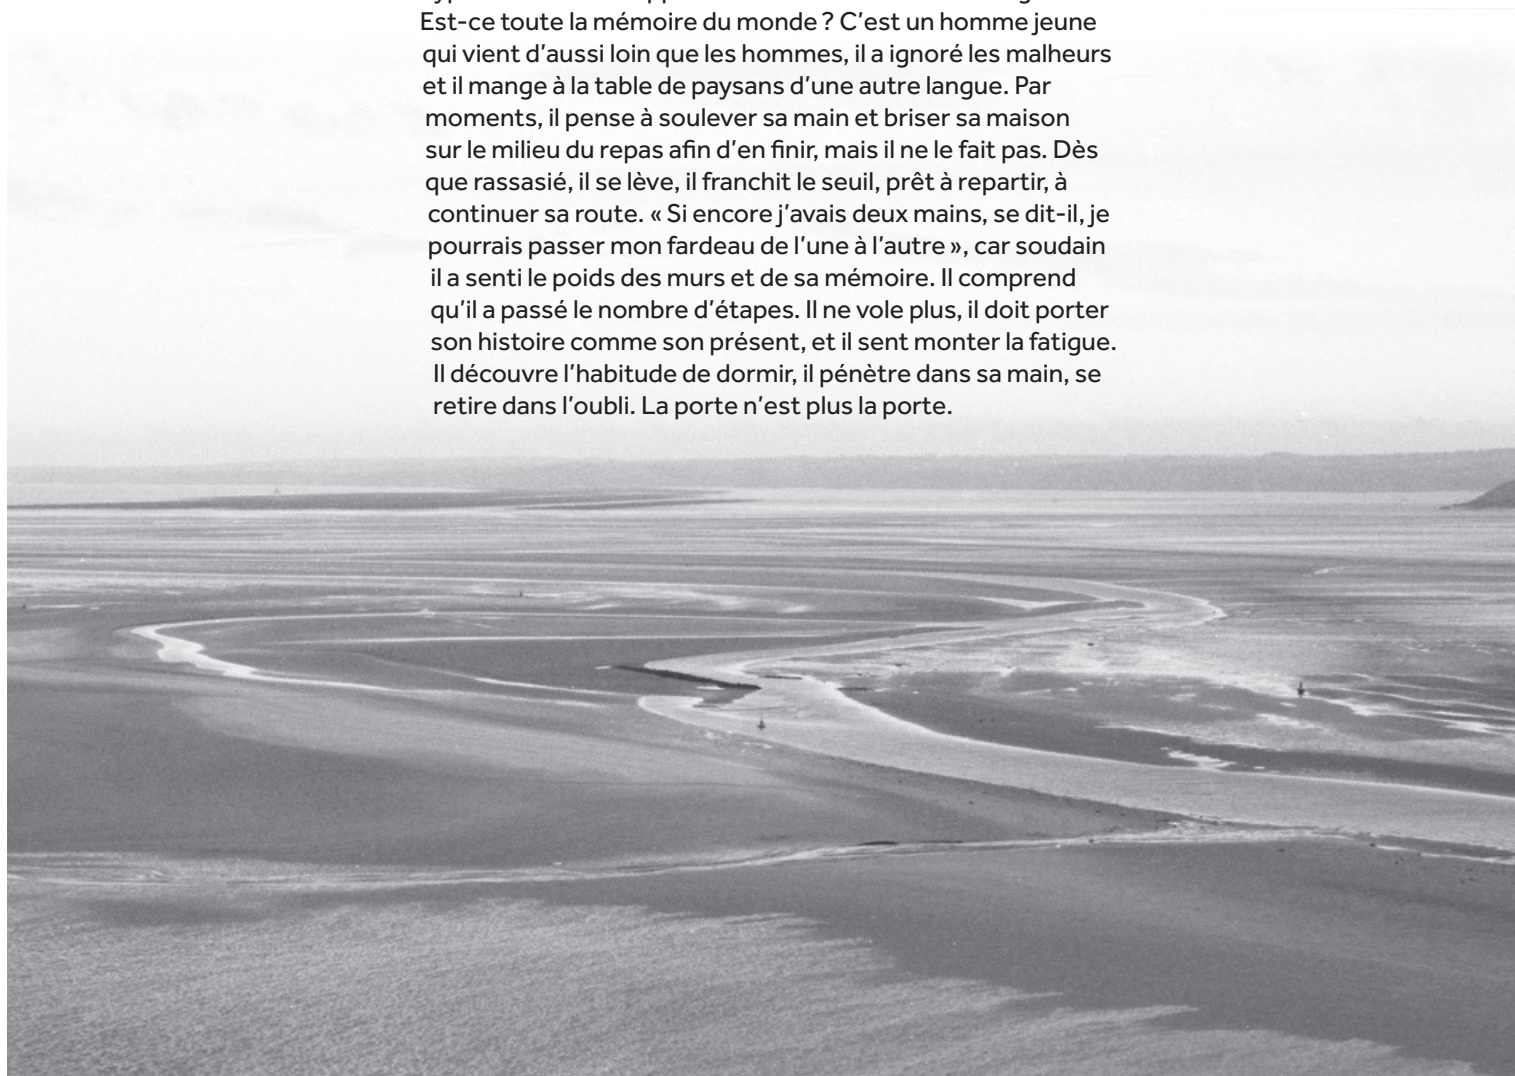 Est-ce toute la mémoire du monde ? C’est un homme jeune
qui vient d’aussi loin que les hommes, il a ignoré les malheurs
et il mange à la table de paysans d’une autre langue. Par
moments, il pense à soulever sa main et briser sa maison
sur le milieu du repas afin d’en finir, mais il ne le fait pas. Dès
que rassasié, il se lève, il franchit le seuil, prêt à repartir, à
continuer sa route. « Si encore j’avais deux mains, se dit-il, je
pourrais passer mon fardeau de l’une à l’autre », car soudain
il a senti le poids des murs et de sa mémoire. Il comprend
qu’il a passé le nombre d’étapes. Il ne vole plus, il doit porter
son histoire comme son présent, et il sent monter la fatigue.
Il découvre l’habitude de dormir, il pénètre dans sa main, se
retire dans l’oubli. La porte n’est plus la porte.